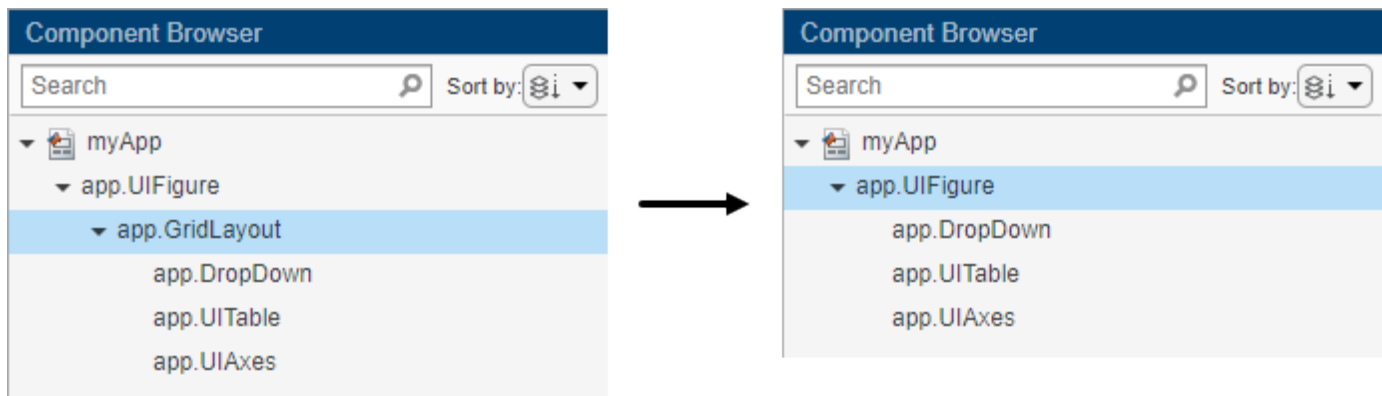 Component Browser
Search Sort by:
myApp
app.UIFigure
app.GridLayout
app.DropDown
app.UITable
app.UIAxes
Component Browser
Search Sort by:
myApp
app.UIFigure
app.DropDown
app.UITable
app.UIAxes